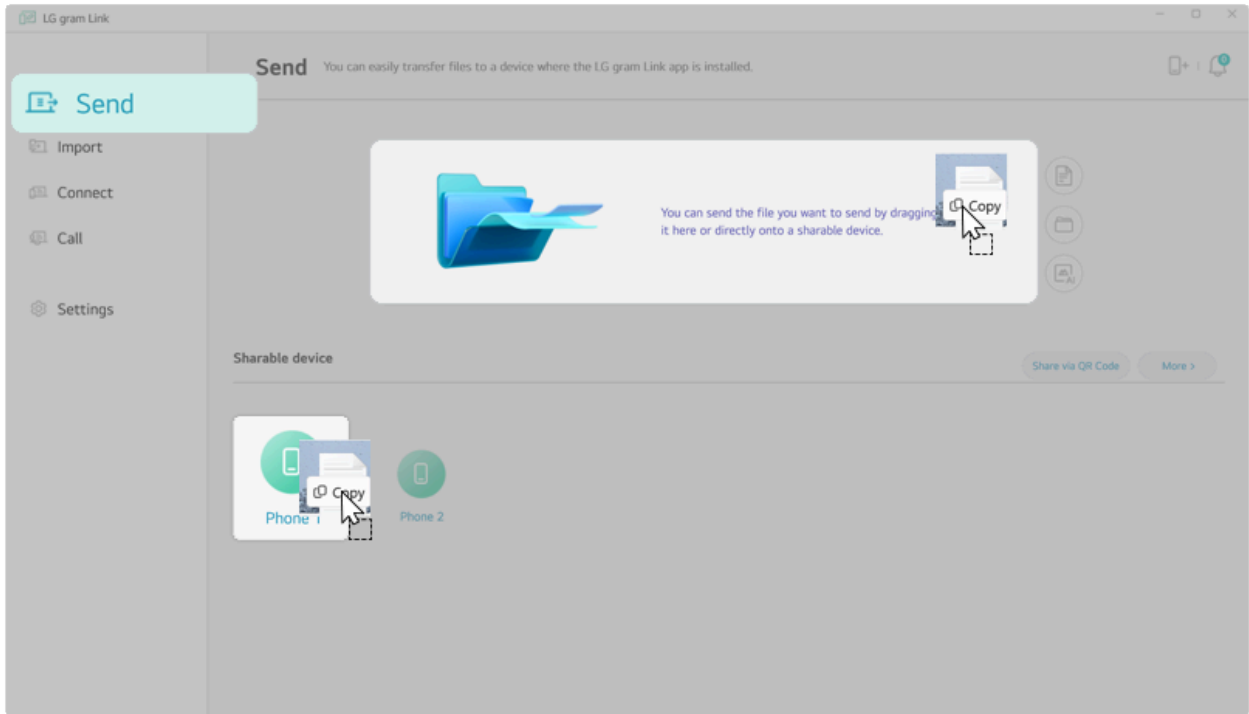 LG gram Link
Send You can easily transfer files to a device where the LG gram Link app is installed.
Send
Import
Connect
Call
Settings
You can send the file you want to send by dragging
it here or directly onto a sharable device.
Copy
Sharable device
Share via QR Code
More >
Copy
Phone 1
Phone 2